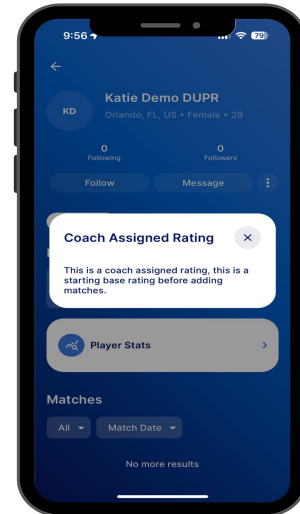 9:56
79
KD
Katie Demo DUPR
Orlando, FL, US • Female • 29
0
Following
0
Followers
Follow
Message
Coach Assigned Rating
This is a coach assigned rating, this is a
starting base rating before adding
matches.
Player Stats
Matches
All
Match Date
No more results